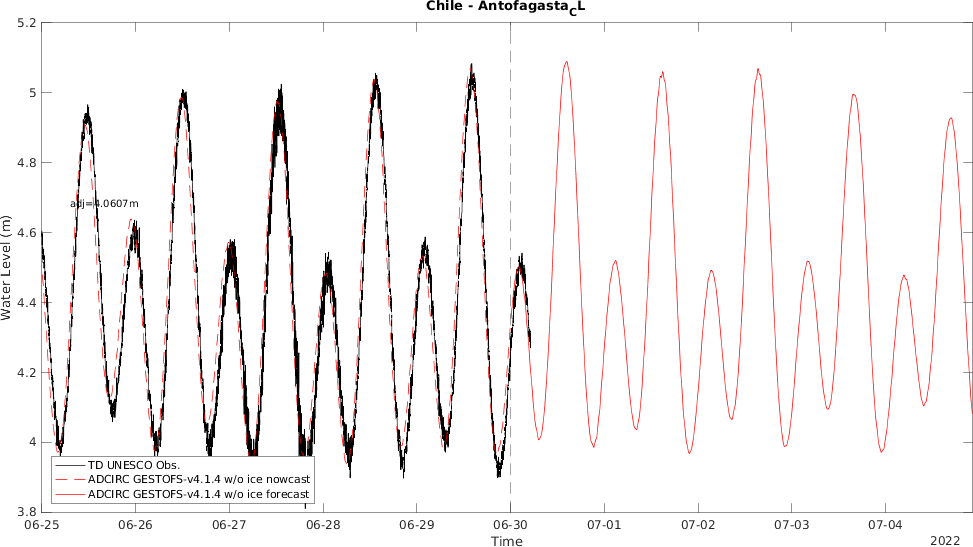 Chile - AntofagastaCL
5.2
5
4.8
4.6
4.4
4.2
4
3.8
Water Level (m)
adj=4.0607m
TD UNESCO Obs.
ADCIRC GESTOFS-v4.1.4 w/o ice nowcast
ADCIRC GESTOFS-v4.1.4 w/o ice forecast
06-25 06-26 06-27 06-28 06-29 06-30 07-01 07-02 07-03 07-04
Time
2022